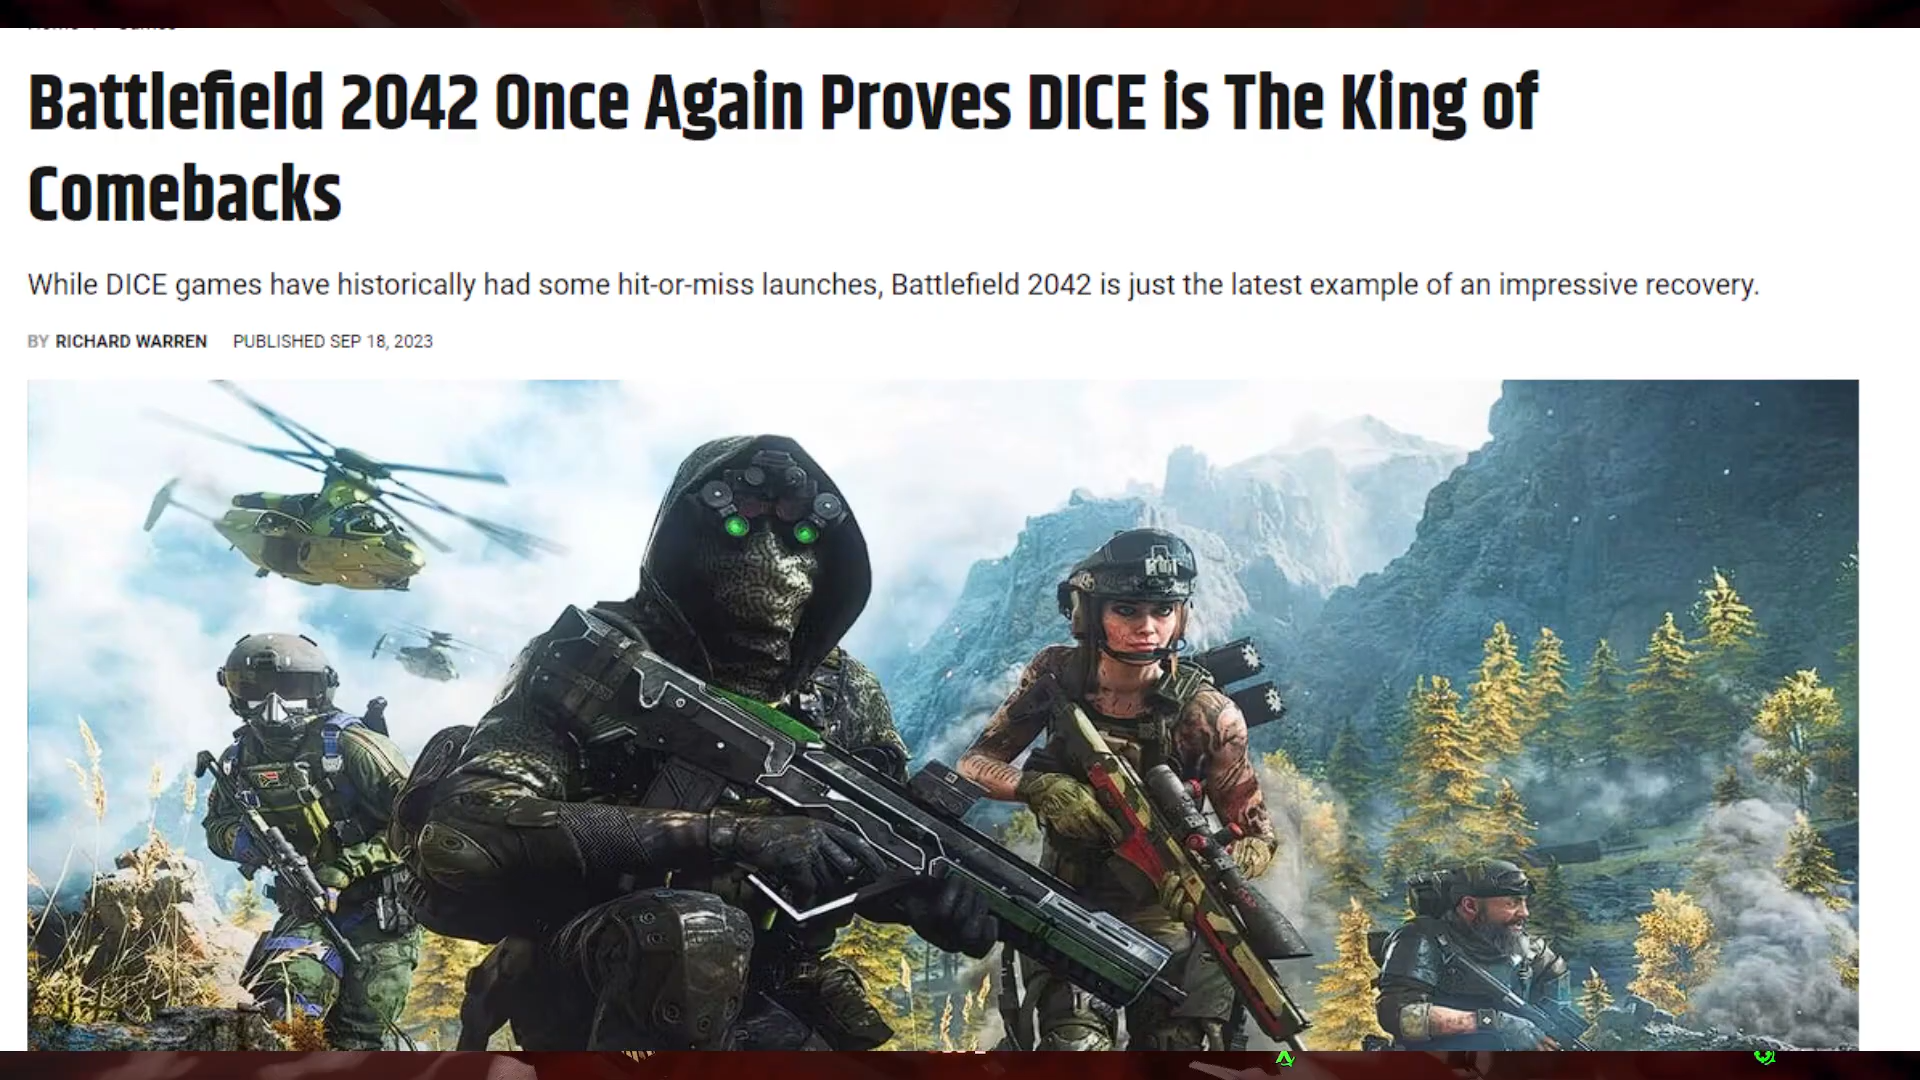 Battlefield 2042 Once Again Proves DICE is The King of
Comebacks
While DICE games have historically had some hit-or-miss launches, Battlefield 2042 is just the latest example of an impressive recovery.
BY RICHARD WARREN PUBLISHED SEP 18, 2023